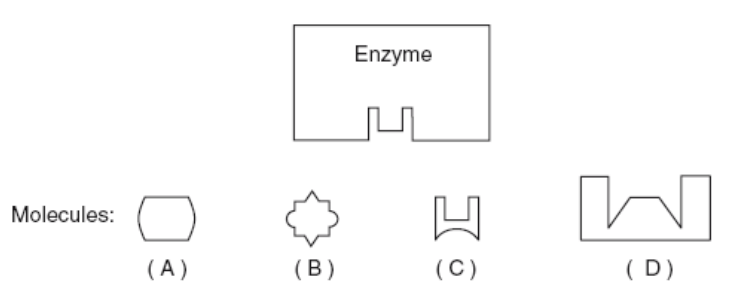 Enzyme
Molecules:
( A ) ( B ) ( C ) ( D )